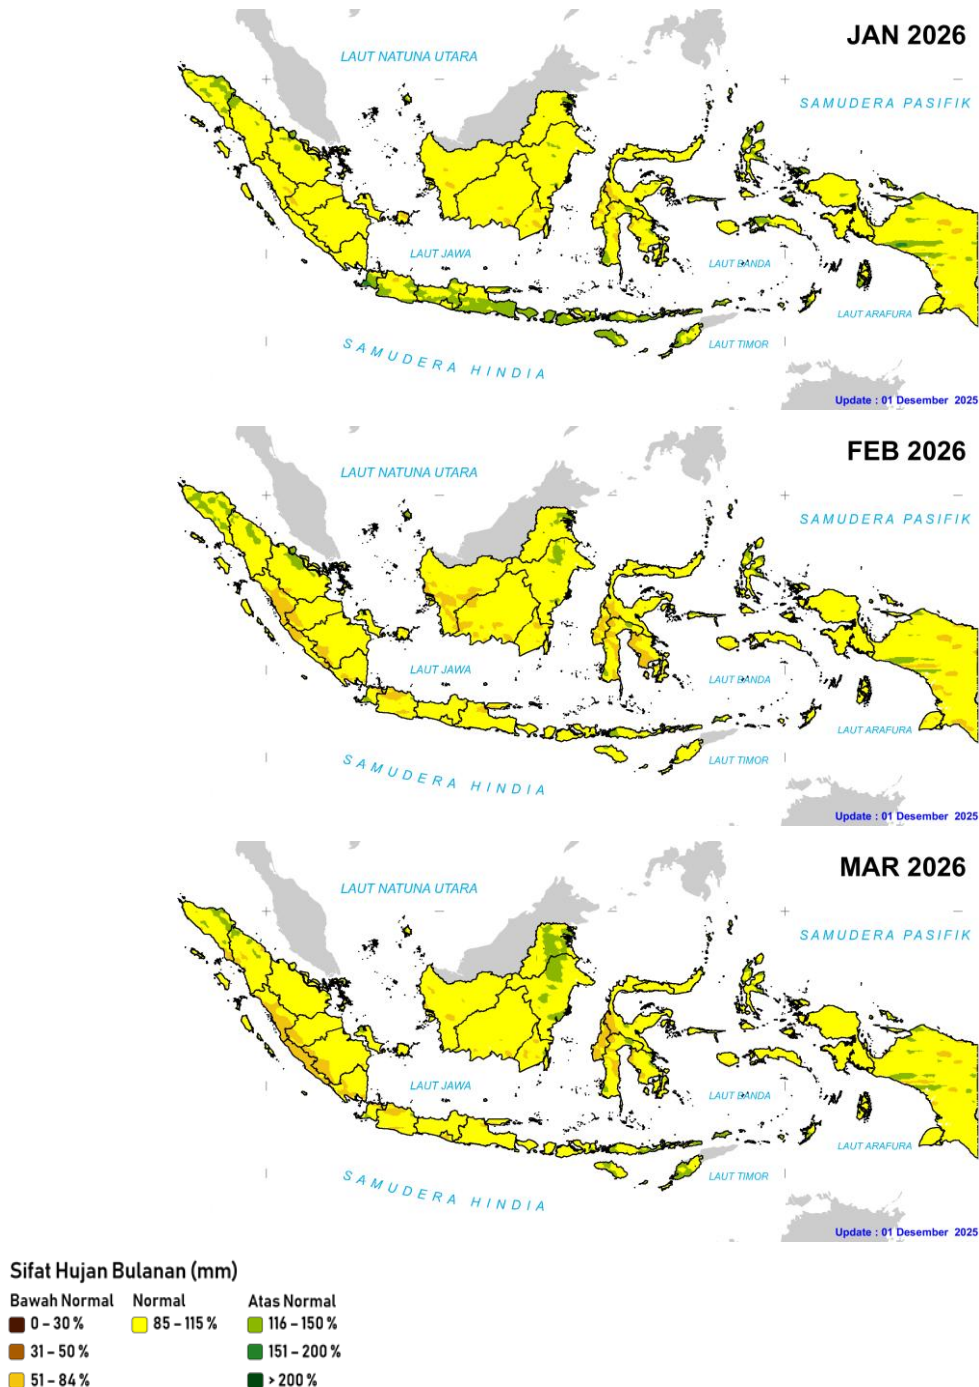 JAN 2026
LAUT NATUNA UTARA
SAMUDERA PASIFIK
LAUT JAWA
LAUT BANDA
LAUT ARAFURA
LAUT TIMOR
SAMUDERA HINDIA
Update : 01 Desember 2025
FEB 2026
LAUT NATUNA UTARA
SAMUDERA PASIFIK
LAUT JAWA
LAUT BANDA
LAUT ARAFURA
LAUT TIMOR
SAMUDERA HINDIA
Update : 01 Desember 2025
MAR 2026
LAUT NATUNA UTARA
SAMUDERA PASIFIK
LAUT JAWA
LAUT BANDA
LAUT ARAFURA
LAUT TIMOR
SAMUDERA HINDIA
Update : 01 Desember 2025
Sifat Hujan Bulanan (mm)
Bawah Normal Normal Atas Normal
0 – 30 % 85 – 115 % 116 – 150 %
31 – 50 % 151 – 200 %
51 – 84 % > 200 %